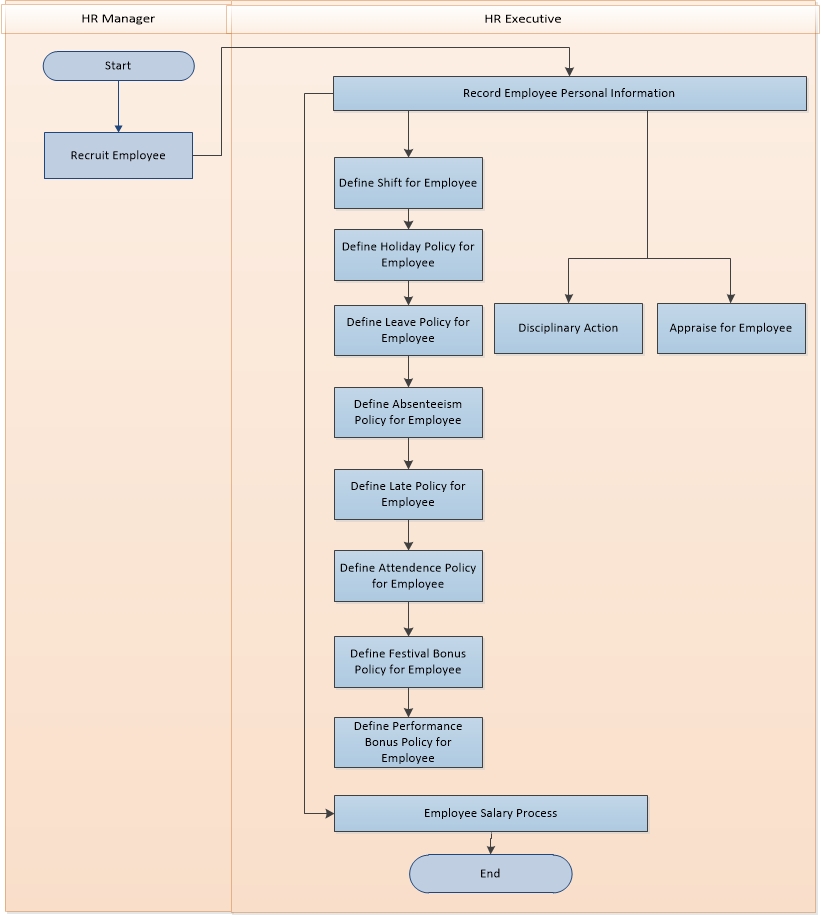 HR Manager
HR Executive
Start
Record Employee Personal Information
Recruit Employee
Define Shift for Employee
Define Holiday Policy for
Employee
Define Leave Policy for
Employee
Disciplinary Action
Appraise for Employee
Define Absenteeism
Policy for Employee
Define Late Policy for
Employee
Define Attendence Policy
for Employee
Define Festival Bonus
Policy for Employee
Define Performance
Bonus Policy for
Employee
Employee Salary Process
End